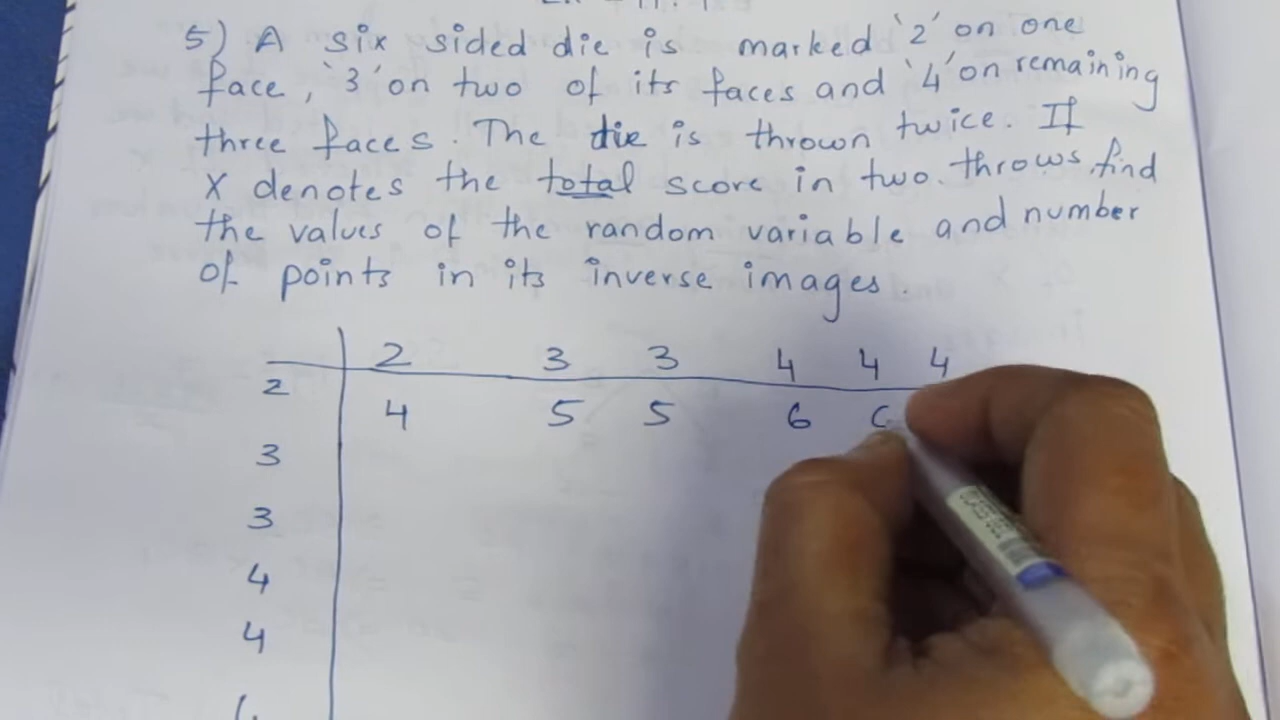 5) A six sided die is marked '2' on one
face, '3' on two of its faces and '4' on remaining
three faces. The die is thrown twice. If
X denotes the total score in two throws, find
the values of the random variable and number
of points in its inverse images.
2 3 3 4 4 4
2 4 5 5 6
3
3
4
4